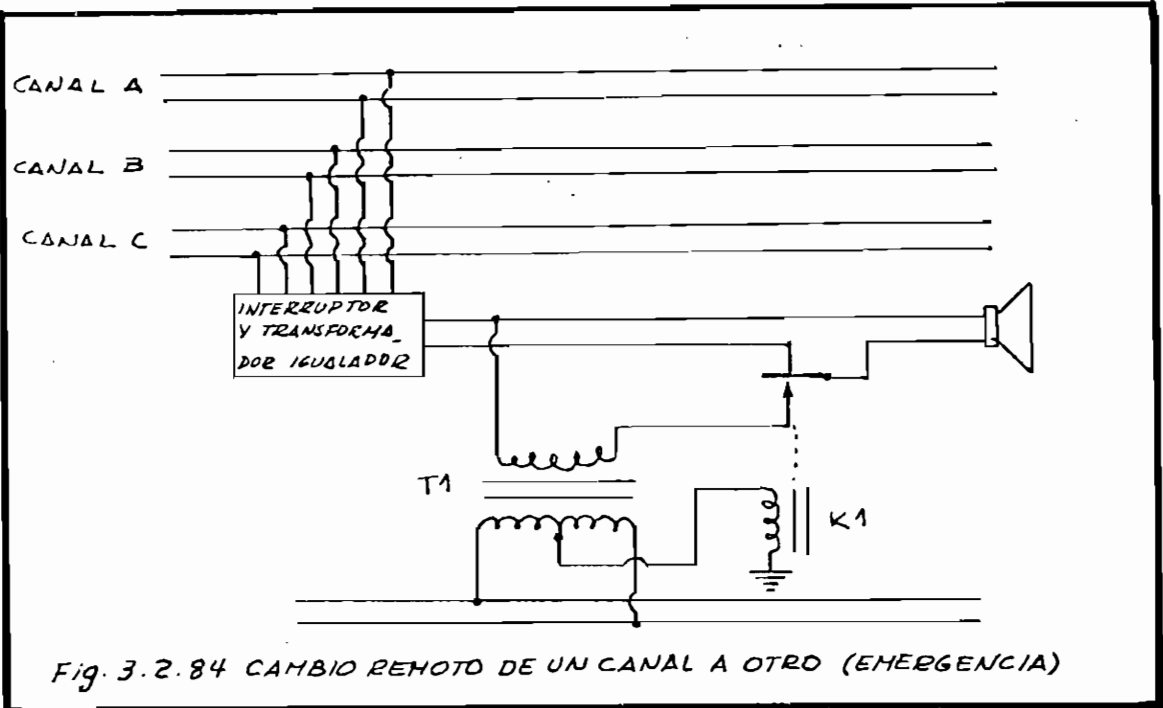 CANAL A
CANAL B
CANAL C
INTERRUPTOR
Y TRANSFORMA_
DOR IGUALADOR
T1
K1
Fig. 3.2.84 CAMBIO REMOTO DE UN CANAL A OTRO (EMERGENCIA)